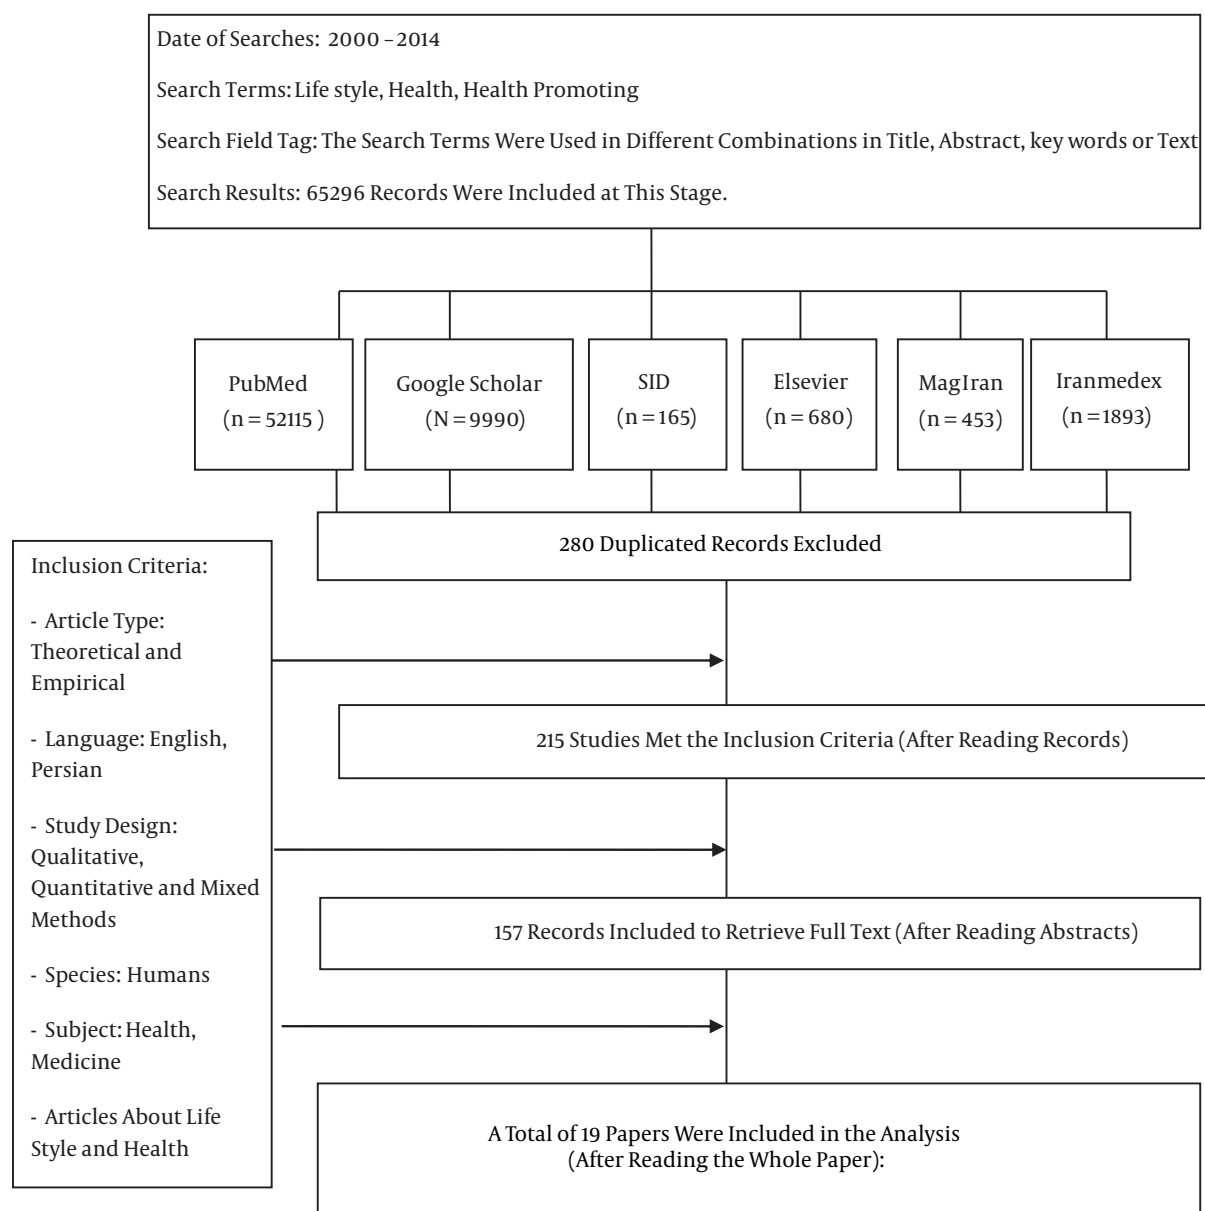 Date of Searches: 2000 – 2014
Search Terms: Life style, Health, Health Promoting
Search Field Tag: The Search Terms Were Used in Different Combinations in Title, Abstract, key words or Text
Search Results: 65296 Records Were Included at This Stage.
PubMed
(n = 52115 )
Google Scholar
(N = 9990)
SID
(n = 165)
Elsevier
(n = 680)
MagIran
(n = 453)
Iranmedex
(n = 1893)
280 Duplicated Records Excluded
Inclusion Criteria:
- Article Type:
Theoretical and
Empirical
- Language: English,
Persian
- Study Design:
Qualitative,
Quantitative and Mixed
Methods
- Species: Humans
- Subject: Health,
Medicine
- Articles About Life
Style and Health
215 Studies Met the Inclusion Criteria (After Reading Records)
157 Records Included to Retrieve Full Text (After Reading Abstracts)
A Total of 19 Papers Were Included in the Analysis
(After Reading the Whole Paper):